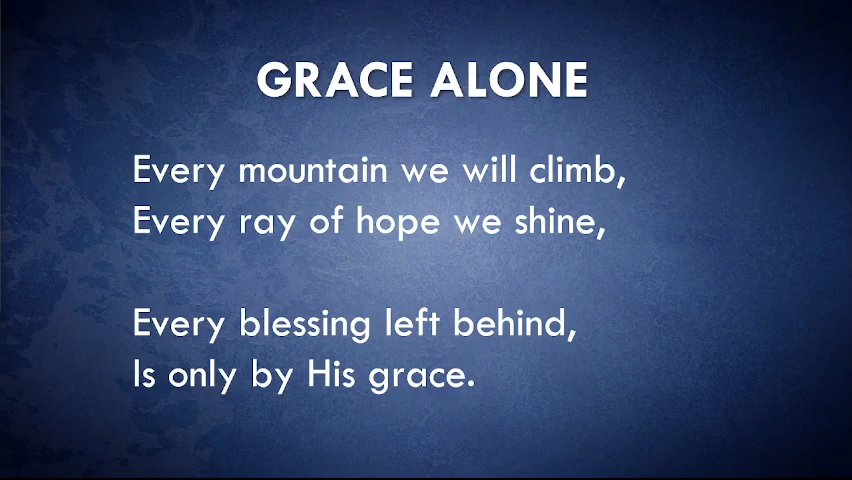 GRACE ALONE
Every mountain we will climb,
Every ray of hope we shine,
Every blessing left behind,
Is only by His grace.